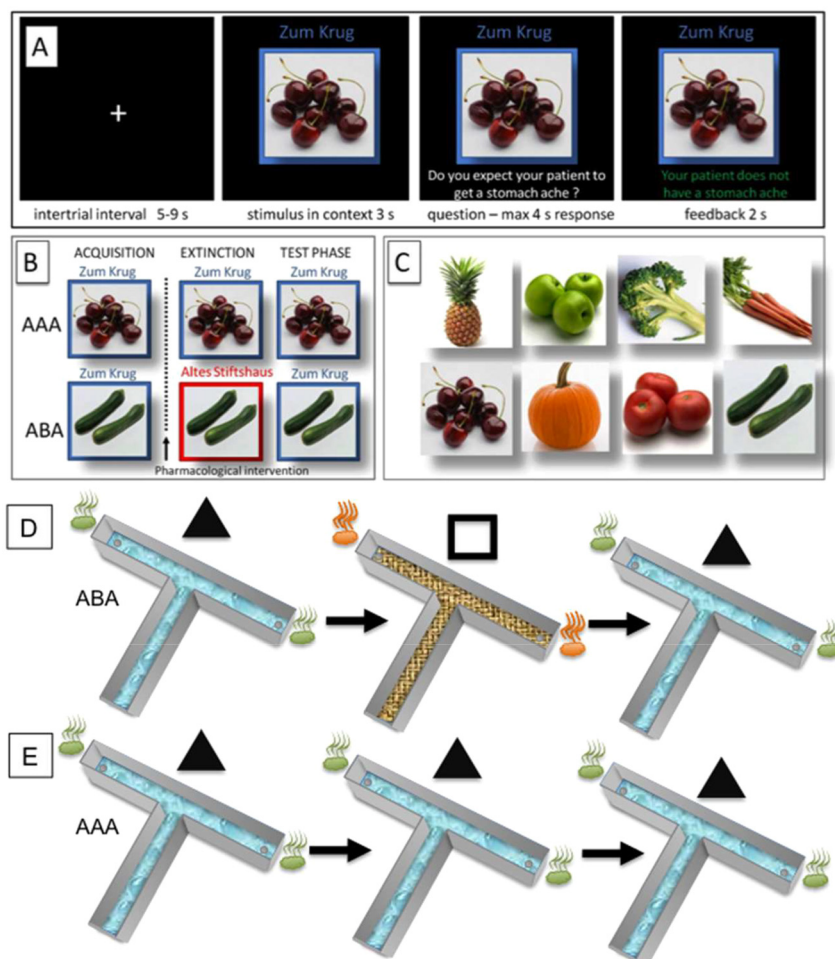 A
Zum Krug
Zum Krug
Zum Krug
Do you expect your patient to
get a stomach ache ?
Your patient does not
have a stomach ache
intertrial interval 5-9 s
stimulus in context 3 s
question – max 4 s response
feedback 2 s
B
ACQUISITION
EXTINCTION
TEST PHASE
Zum Krug
Zum Krug
Zum Krug
AAA
Zum Krug
Altes Stiftshaus
Zum Krug
ABA
Pharmacological intervention
C
D
ABA
E
AAA